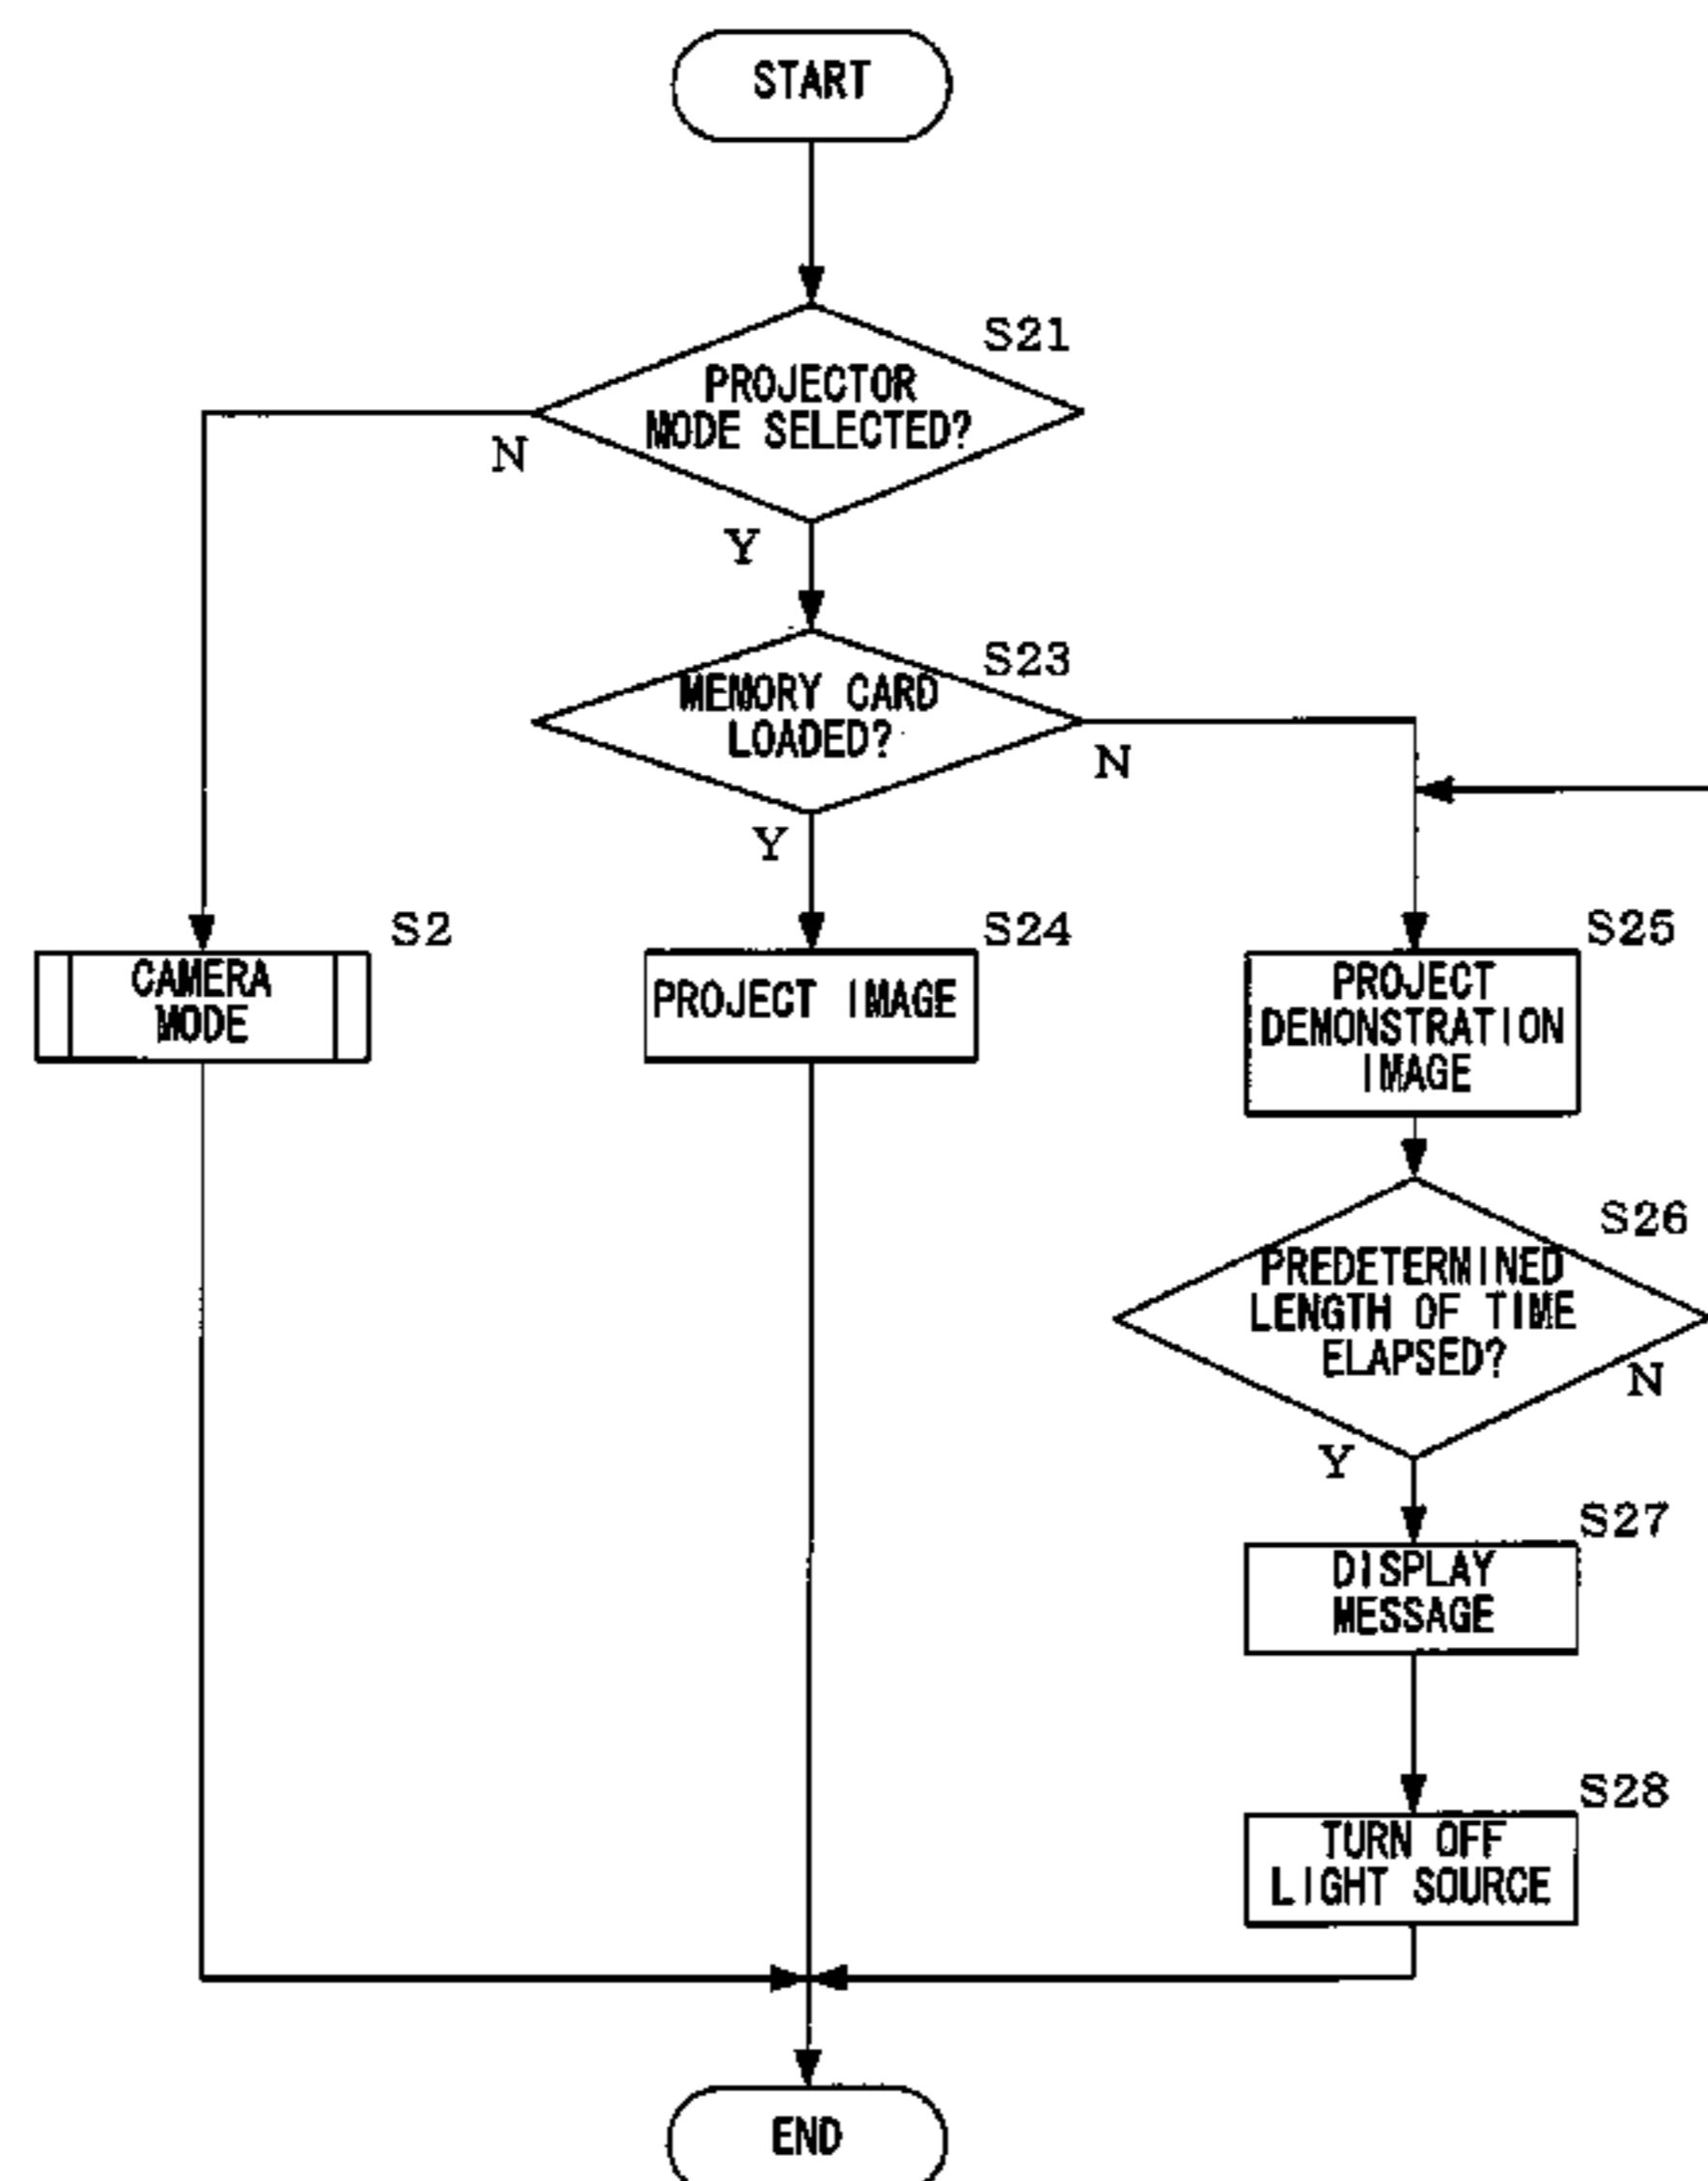 START
S21
PROJECTOR
MODE SELECTED?
N
Y
S23
MEMORY CARD
LOADED?
N
Y
S2
CAMERA
MODE
S24
PROJECT IMAGE
S25
PROJECT
DEMONSTRATION
IMAGE
S26
PREDETERMINED
LENGTH OF TIME
ELAPSED?
N
Y
S27
DISPLAY
MESSAGE
S28
TURN OFF
LIGHT SOURCE
END